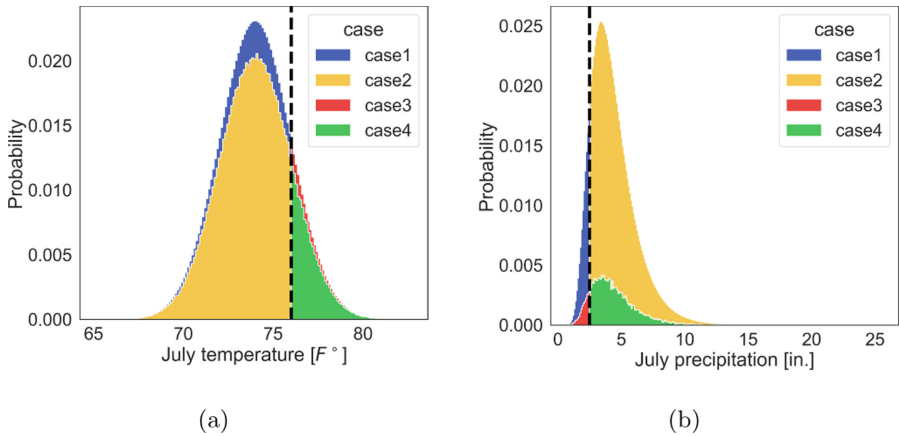 case
case1
case2
case3
case4
0.020
0.015
0.010
0.005
0.000
Probability
65 70 75 80
July temperature [F°]
(a)
case
case1
case2
case3
case4
0.025
0.020
0.015
0.010
0.005
0.000
Probability
0 5 10 15 20 25
July precipitation [in.]
(b)